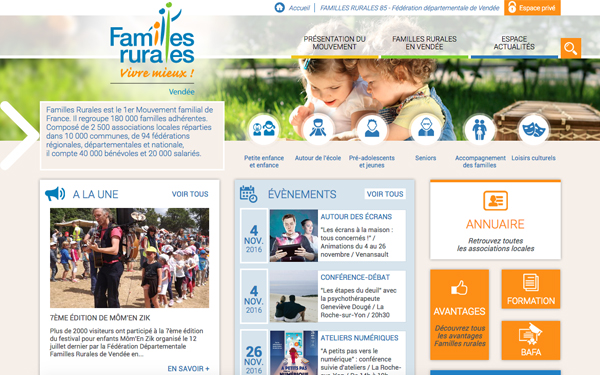 Accueil | FAMILLES RURALES 85 - Fédération départementale de Vendée
Espace privé
Familles
rurales
Vivre mieux !
Vendée
PRÉSENTATION DU
MOUVEMENT
FAMILLES RURALES
EN VENDÉE
ESPACE
ACTUALITÉS
Familles Rurales est le 1er Mouvement familial de
France. Il regroupe 180 000 familles adhérentes.
Composé de 2 500 associations locales réparties
dans 10 000 communes, de 94 fédérations
régionales, départementales et nationale,
il compte 40 000 bénévoles et 20 000 salariés.
Petite enfance
et enfance
Autour de l'école
Pré-adolescents
et jeunes
Seniors
Accompagnement
des familles
Loisirs culturels
A LA UNE
VOIR TOUS
7ÈME ÉDITION DE MÔM'EN ZIK
Plus de 2000 visiteurs ont participé à la 7ème édition
du festival pour enfants Môm'En Zik organisé le 12
juillet dernier par la Fédération Départementale
Familles Rurales de Vendée en...
EN SAVOIR +
ÉVÈNEMENTS
VOIR TOUT
4
NOV.
2016
AUTOUR DES ÉCRANS
"Les écrans à la maison :
tous concernés !" /
Animations du 4 au 26
novembre / Venansault
4
NOV.
2016
CONFÉRENCE-DÉBAT
"Les étapes du deuil" avec
la psychothérapeute
Geneviève Dougé / La
Roche-sur-Yon / 20h30
26
NOV.
2016
A PETITS PAS
VERS LE
NUMÉRIQUE
ATELIERS NUMÉRIQUES
"A petits pas vers le
numérique" : conférence
suivie d'ateliers / La Roche-
sur-Yon / Dès 14h30
ANNUAIRE
Retrouvez toutes
les associations locales
AVANTAGES
Découvrez tous
les avantages
Familles rurales
FORMATION
BAFA